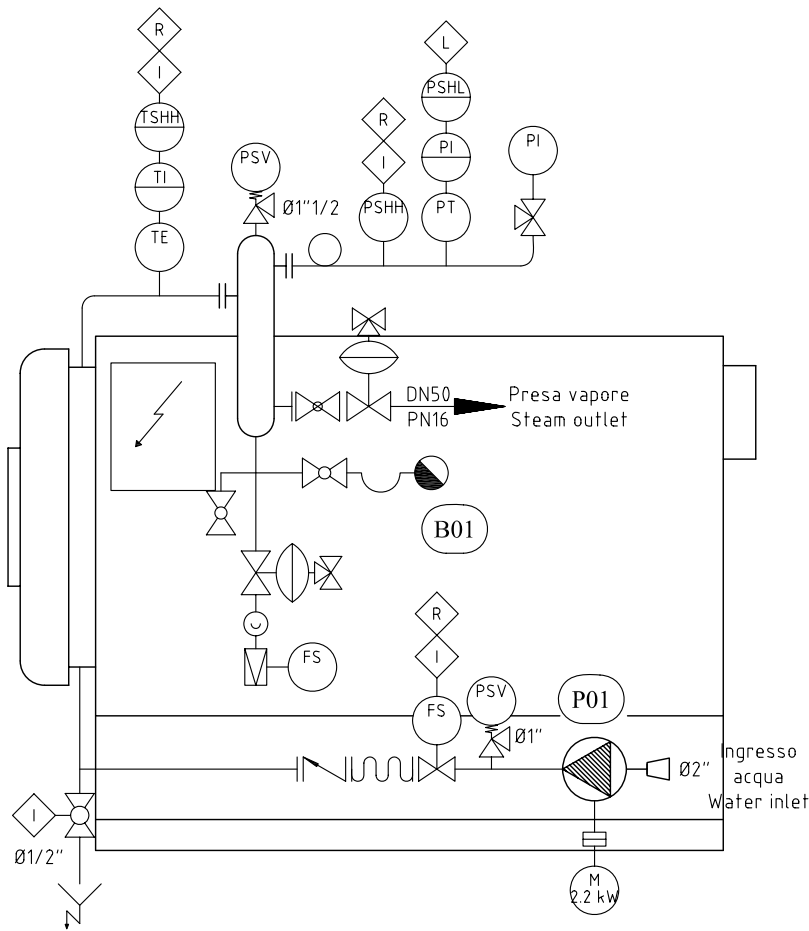 R
I
TSHH
TI
TE
PSV
Ø1"1/2
R
I
PSHH
L
PSHL
PI
PT
PI
DN50
PN16
Presa vapore
Steam outlet
B01
FS
R
I
FS
PSV
Ø1"
P01
Ø2"
Ingresso
acqua
Water inlet
I
Ø1/2"
M
2.2 kW